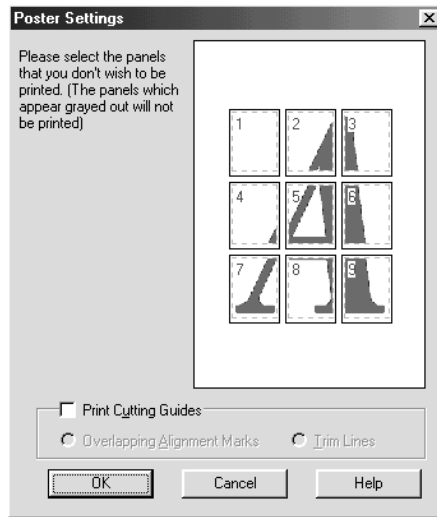 Poster Settings
Please select the panels
that you don't wish to be
printed. (The panels which
appear grayed out will not
be printed)
1 2 3
4 5 6
7 8 9
Print Cutting Guides
Overlapping Alignment Marks Trim Lines
OK Cancel Help